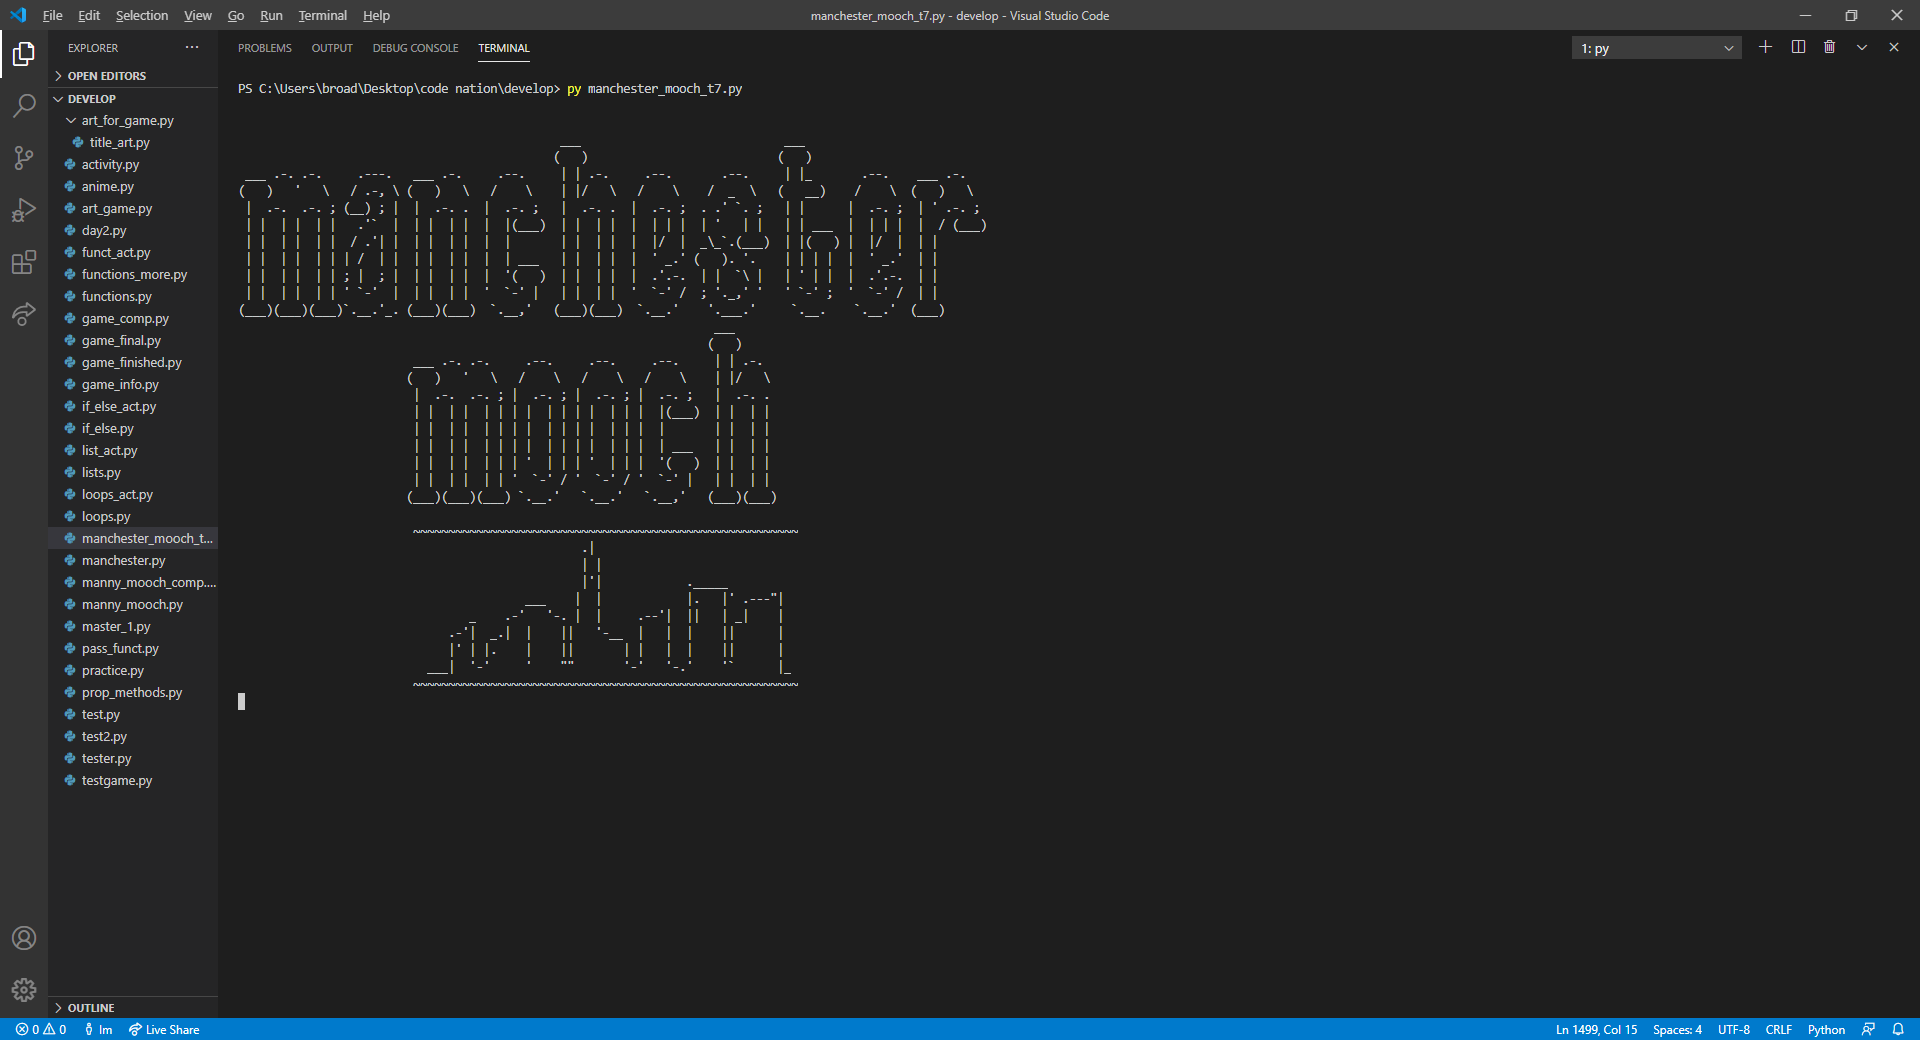 File Edit Selection View Go Run Terminal Help
manchester_mooch_t7.py - develop - Visual Studio Code
EXPLORER
OPEN EDITORS
DEVELOP
art_for_game.py
title_art.py
activity.py
anime.py
art_game.py
day2.py
funct_act.py
functions_more.py
functions.py
game_comp.py
game_final.py
game_finished.py
game_info.py
if_else_act.py
if_else.py
list_act.py
lists.py
loops_act.py
loops.py
manchester_mooch_t...
manchester.py
manny_mooch_comp....
manny_mooch.py
master_1.py
pass_funct.py
practice.py
prop_methods.py
test.py
test2.py
tester.py
testgame.py
OUTLINE
PROBLEMS OUTPUT DEBUG CONSOLE TERMINAL
1: py
PS C:\Users\broad\Desktop\code nation\develop> py manchester_mooch_t7.py
manchester
mooch
0 0 Im Live Share
Ln 1499, Col 15 Spaces: 4 UTF-8 CRLF Python